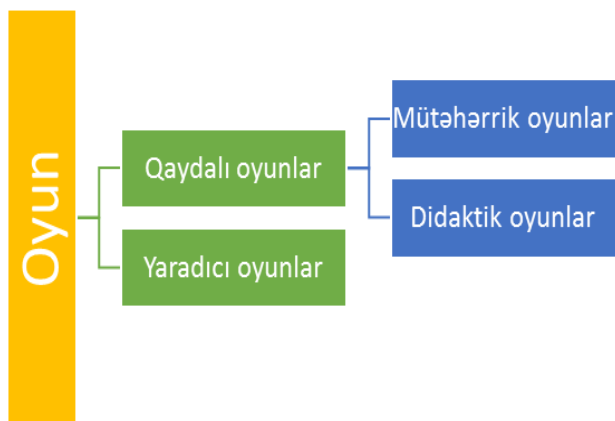 Oyun
Qaydalı oyunlar
Mütəhərrik oyunlar
Didaktik oyunlar
Yaradıcı oyunlar